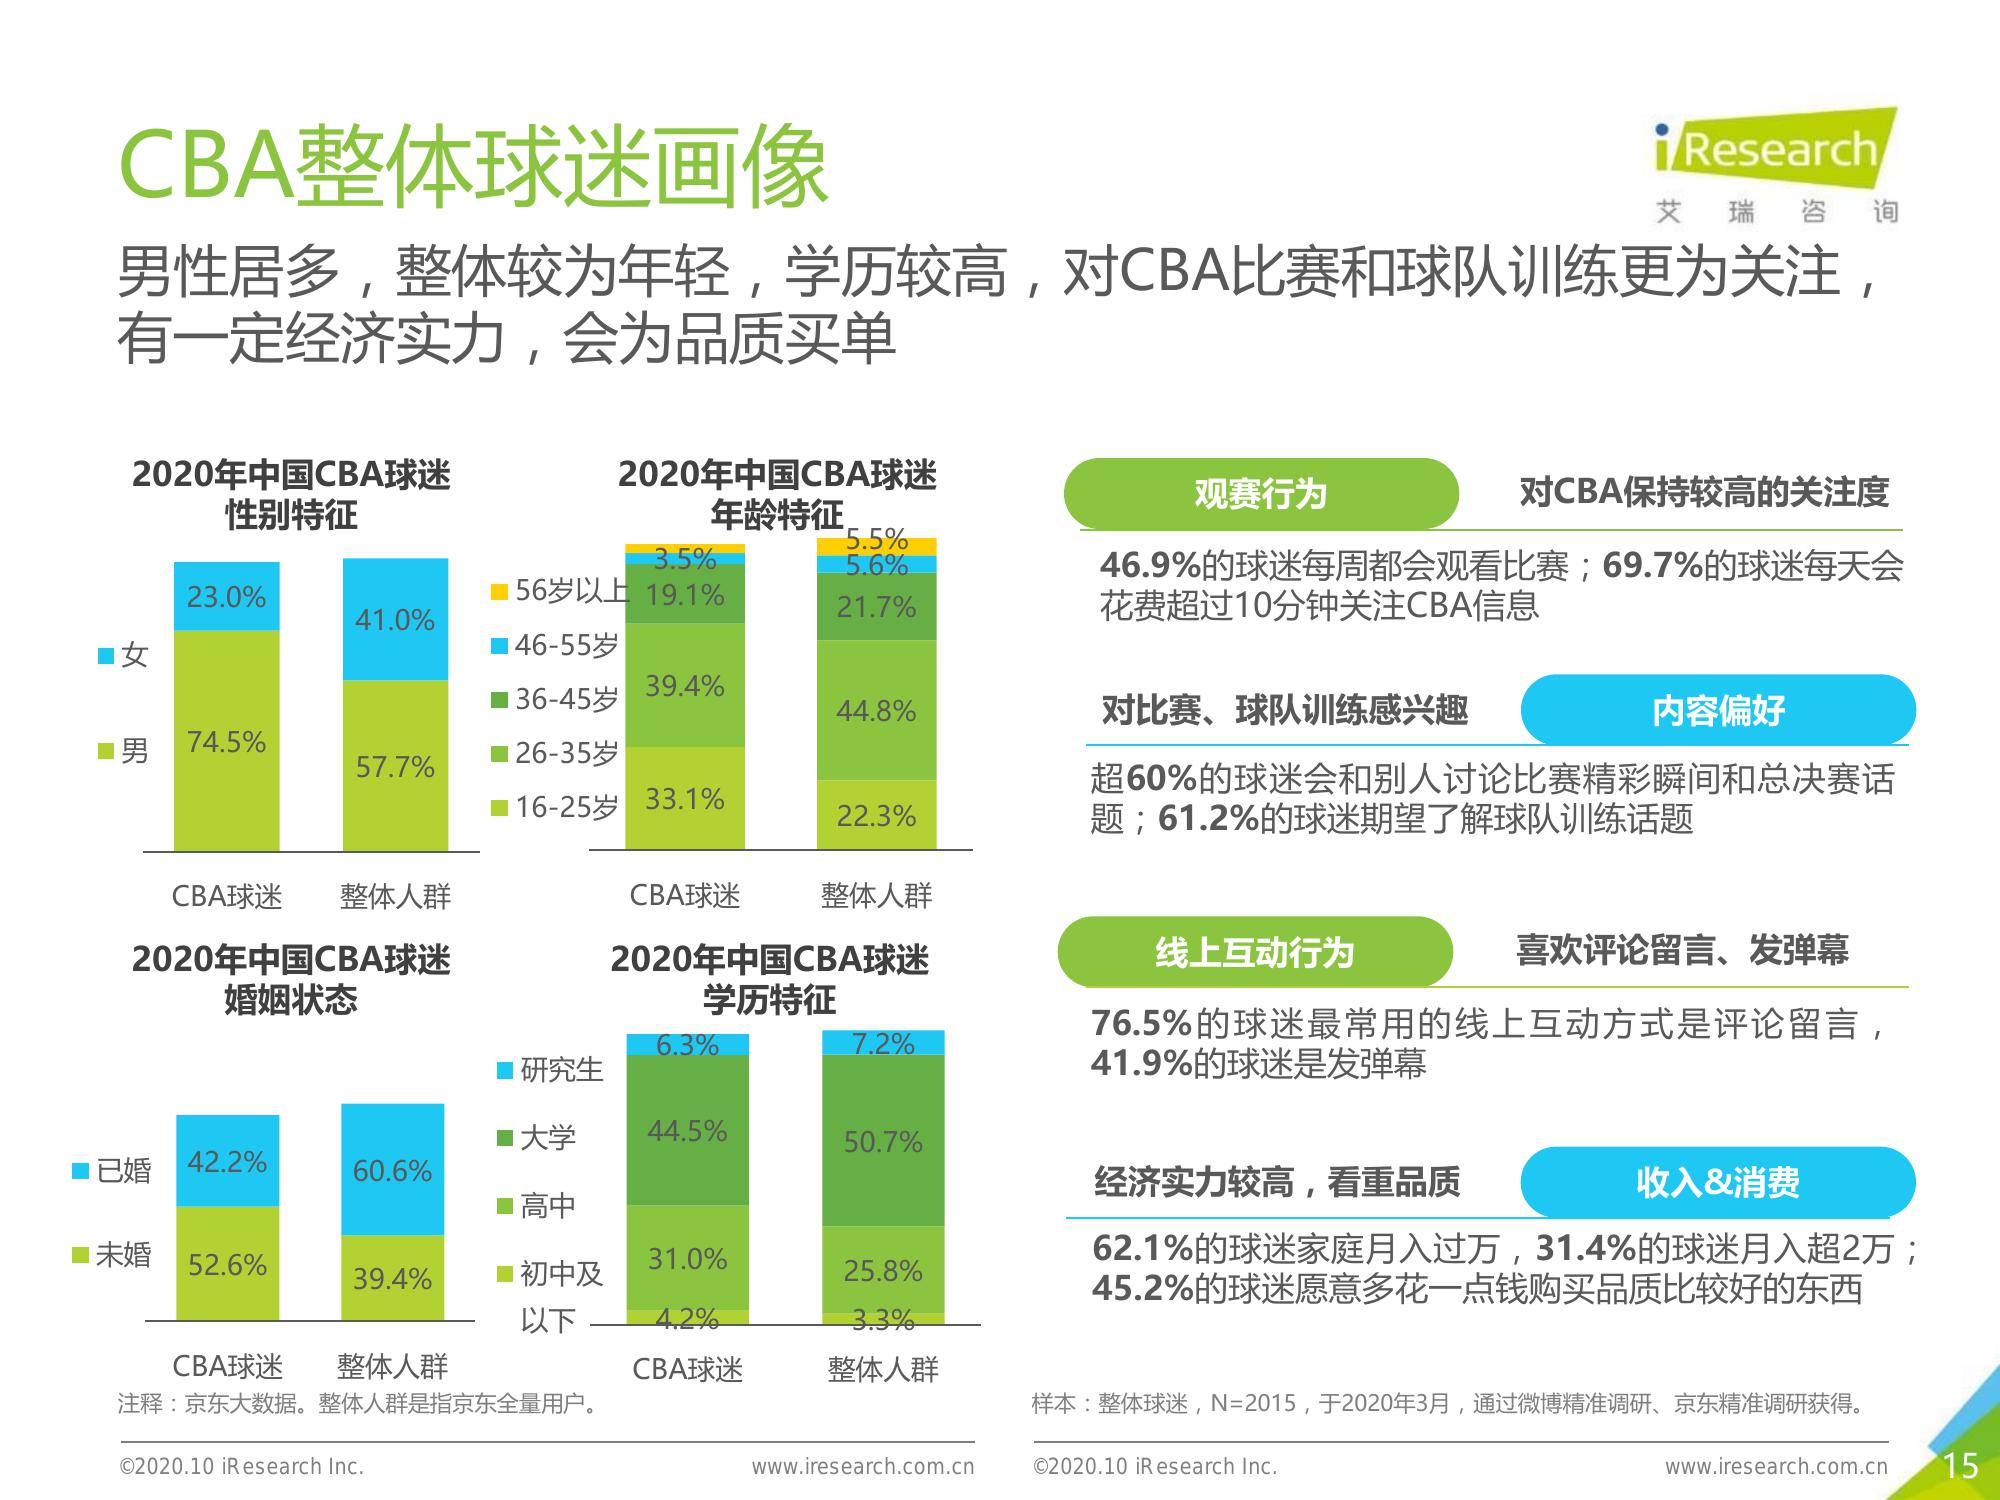 CBA整体球迷画像
iResearch
艾瑞咨询
男性居多，整体较为年轻，学历较高，对CBA比赛和球队训练更为关注，
有一定经济实力，会为品质买单
2020年中国CBA球迷
性别特征
23.0%
41.0%
74.5%
57.7%
女
男
CBA球迷
整体人群
2020年中国CBA球迷
年龄特征
5.5%
3.5%
5.6%
19.1%
21.7%
39.4%
44.8%
33.1%
22.3%
56岁以上
46-55岁
36-45岁
26-35岁
16-25岁
CBA球迷
整体人群
2020年中国CBA球迷
婚姻状态
42.2%
60.6%
52.6%
39.4%
已婚
未婚
CBA球迷
整体人群
2020年中国CBA球迷
学历特征
6.3%
7.2%
44.5%
50.7%
31.0%
25.8%
4.2%
3.3%
研究生
大学
高中
初中及
以下
CBA球迷
整体人群
注释：京东大数据。整体人群是指京东全量用户。
观赛行为
对CBA保持较高的关注度
46.9%的球迷每周都会观看比赛；69.7%的球迷每天会
花费超过10分钟关注CBA信息
对比赛、球队训练感兴趣
内容偏好
超60%的球迷会和别人讨论比赛精彩瞬间和总决赛话
题；61.2%的球迷期望了解球队训练话题
线上互动行为
喜欢评论留言、发弹幕
76.5%的球迷最常用的线上互动方式是评论留言，
41.9%的球迷是发弹幕
经济实力较高，看重品质
收入&消费
62.1%的球迷家庭月入过万，31.4%的球迷月入超2万；
45.2%的球迷愿意多花一点钱购买品质比较好的东西
样本：整体球迷，N=2015，于2020年3月，通过微博精准调研、京东精准调研获得。
©2020.10 iResearch Inc.
www.iresearch.com.cn
©2020.10 iResearch Inc.
www.iresearch.com.cn
15